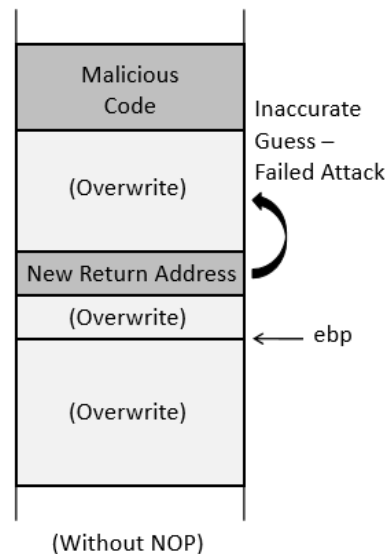 Malicious
Code
Inaccurate
Guess –
Failed Attack
(Overwrite)
New Return Address
(Overwrite)
ebp
(Overwrite)
(Without NOP)